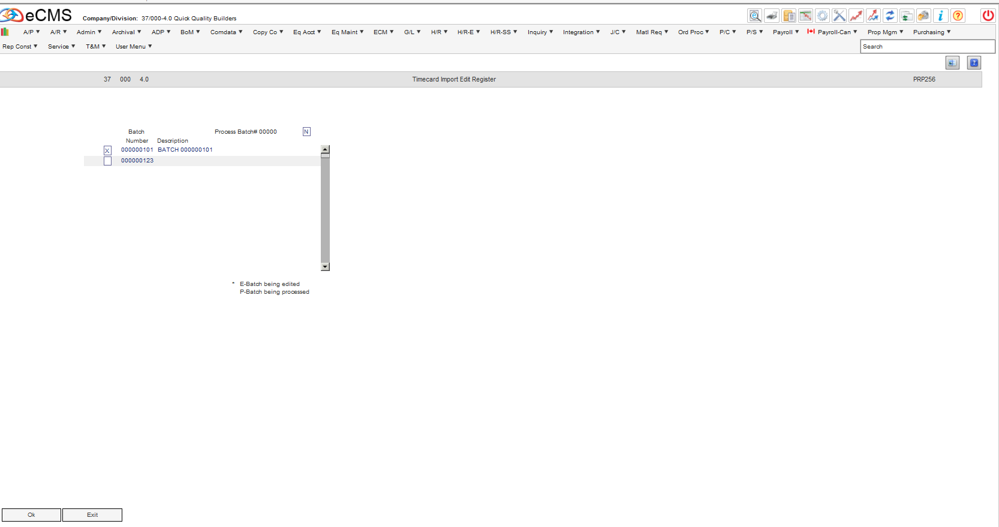 eCMS Company/Division: 37/000-4.0 Quick Quality Builders
A/P ▼ A/R ▼ Admin ▼ Archival ▼ ADP ▼ BoM ▼ Comdata ▼ Copy Co ▼ Eq Acct ▼ Eq Maint ▼ ECM ▼ G/L ▼ H/R ▼ H/R-E ▼ H/R-SS ▼ Inquiry ▼ Integration ▼ J/C ▼ Matl Req ▼ Ord Proc ▼ P/C ▼ P/S ▼ Payroll ▼ Payroll-Can ▼ Prop Mgm ▼ Purchasing ▼
Rep Const ▼ Service ▼ T&M ▼ User Menu ▼ Search
37 000 4.0 Timecard Import Edit Register PRP256
Batch Process Batch# 00000 N
Number Description
X 000000101 BATCH 000000101
000000123
* E-Batch being edited
P-Batch being processed
Ok Exit